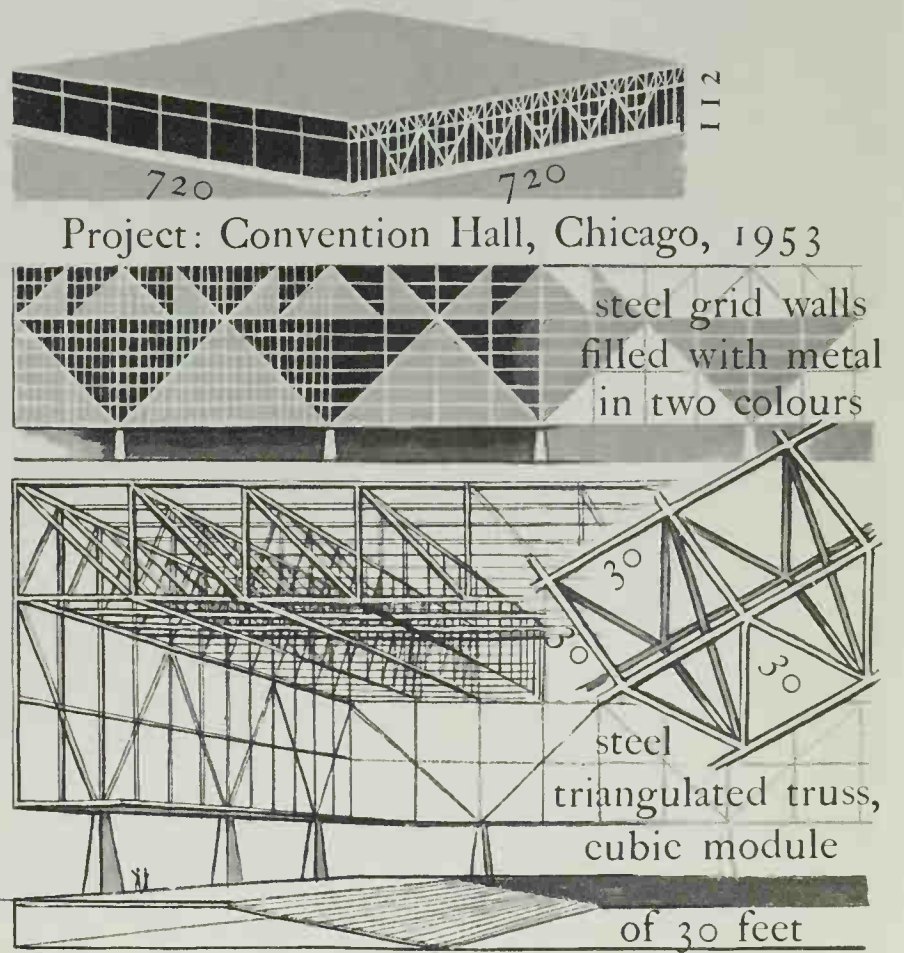 112
720
720
Project: Convention Hall, Chicago, 1953
steel grid walls
filled with metal
in two colours
30
30
30
steel
triangulated truss,
cubic module
of 30 feet